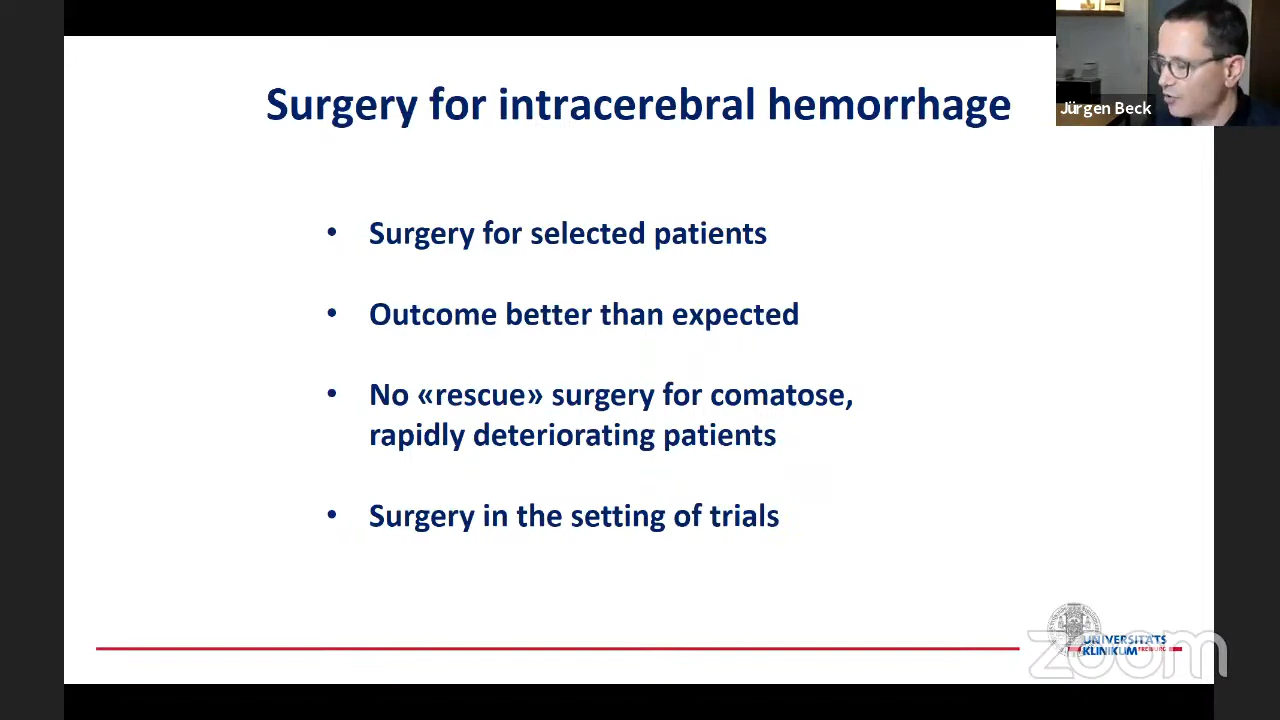 Surgery for intracerebral hemorrhage
Jürgen Beck
• Surgery for selected patients
• Outcome better than expected
• No «rescue» surgery for comatose,
rapidly deteriorating patients
• Surgery in the setting of trials
UNIVERSITÄTS
KLINIKUM FREIBURG
zoom